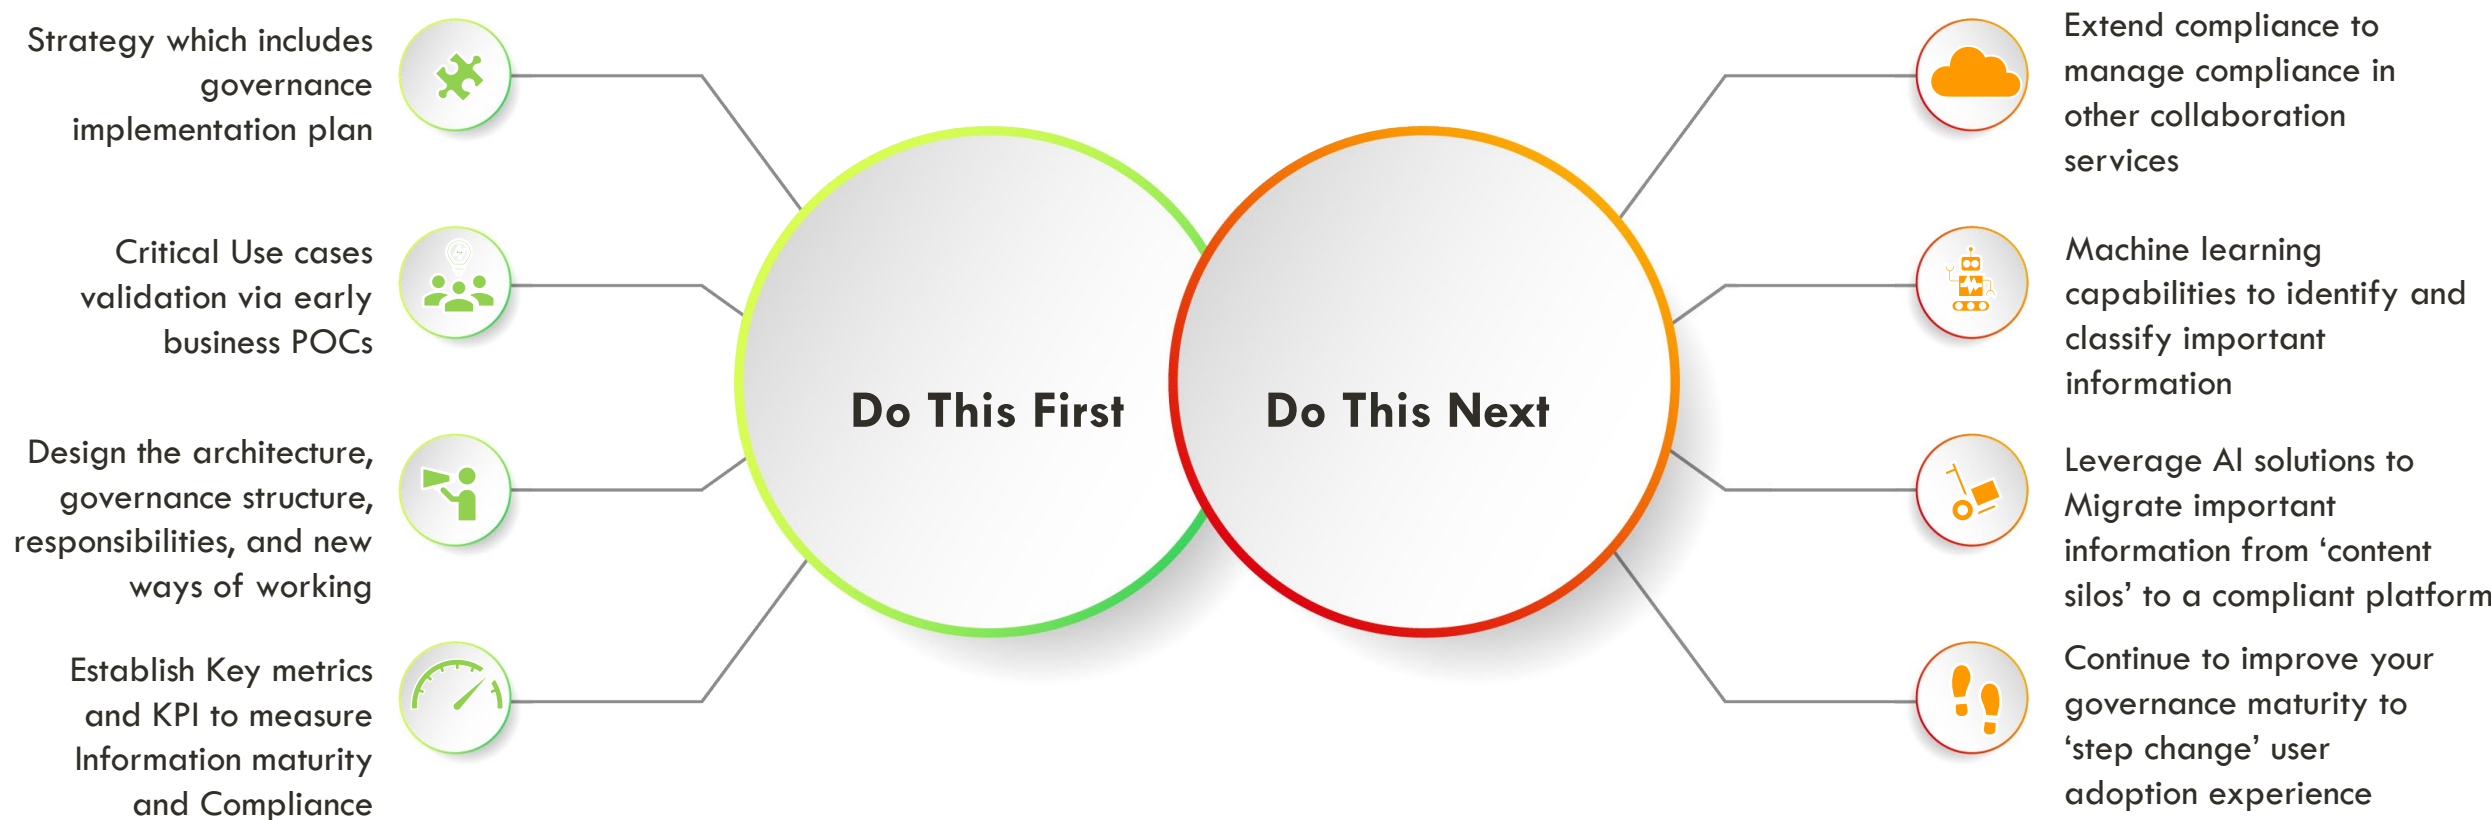 Strategy which includes
governance
implementation plan
Critical Use cases
validation via early
business POCs
Design the architecture,
governance structure,
responsibilities, and new
ways of working
Establish Key metrics
and KPI to measure
Information maturity
and Compliance
Do This First
Do This Next
Extend compliance to
manage compliance in
other collaboration
services
Machine learning
capabilities to identify and
classify important
information
Leverage AI solutions to
Migrate important
information from ‘content
silos’ to a compliant platform
Continue to improve your
governance maturity to
‘step change’ user
adoption experience